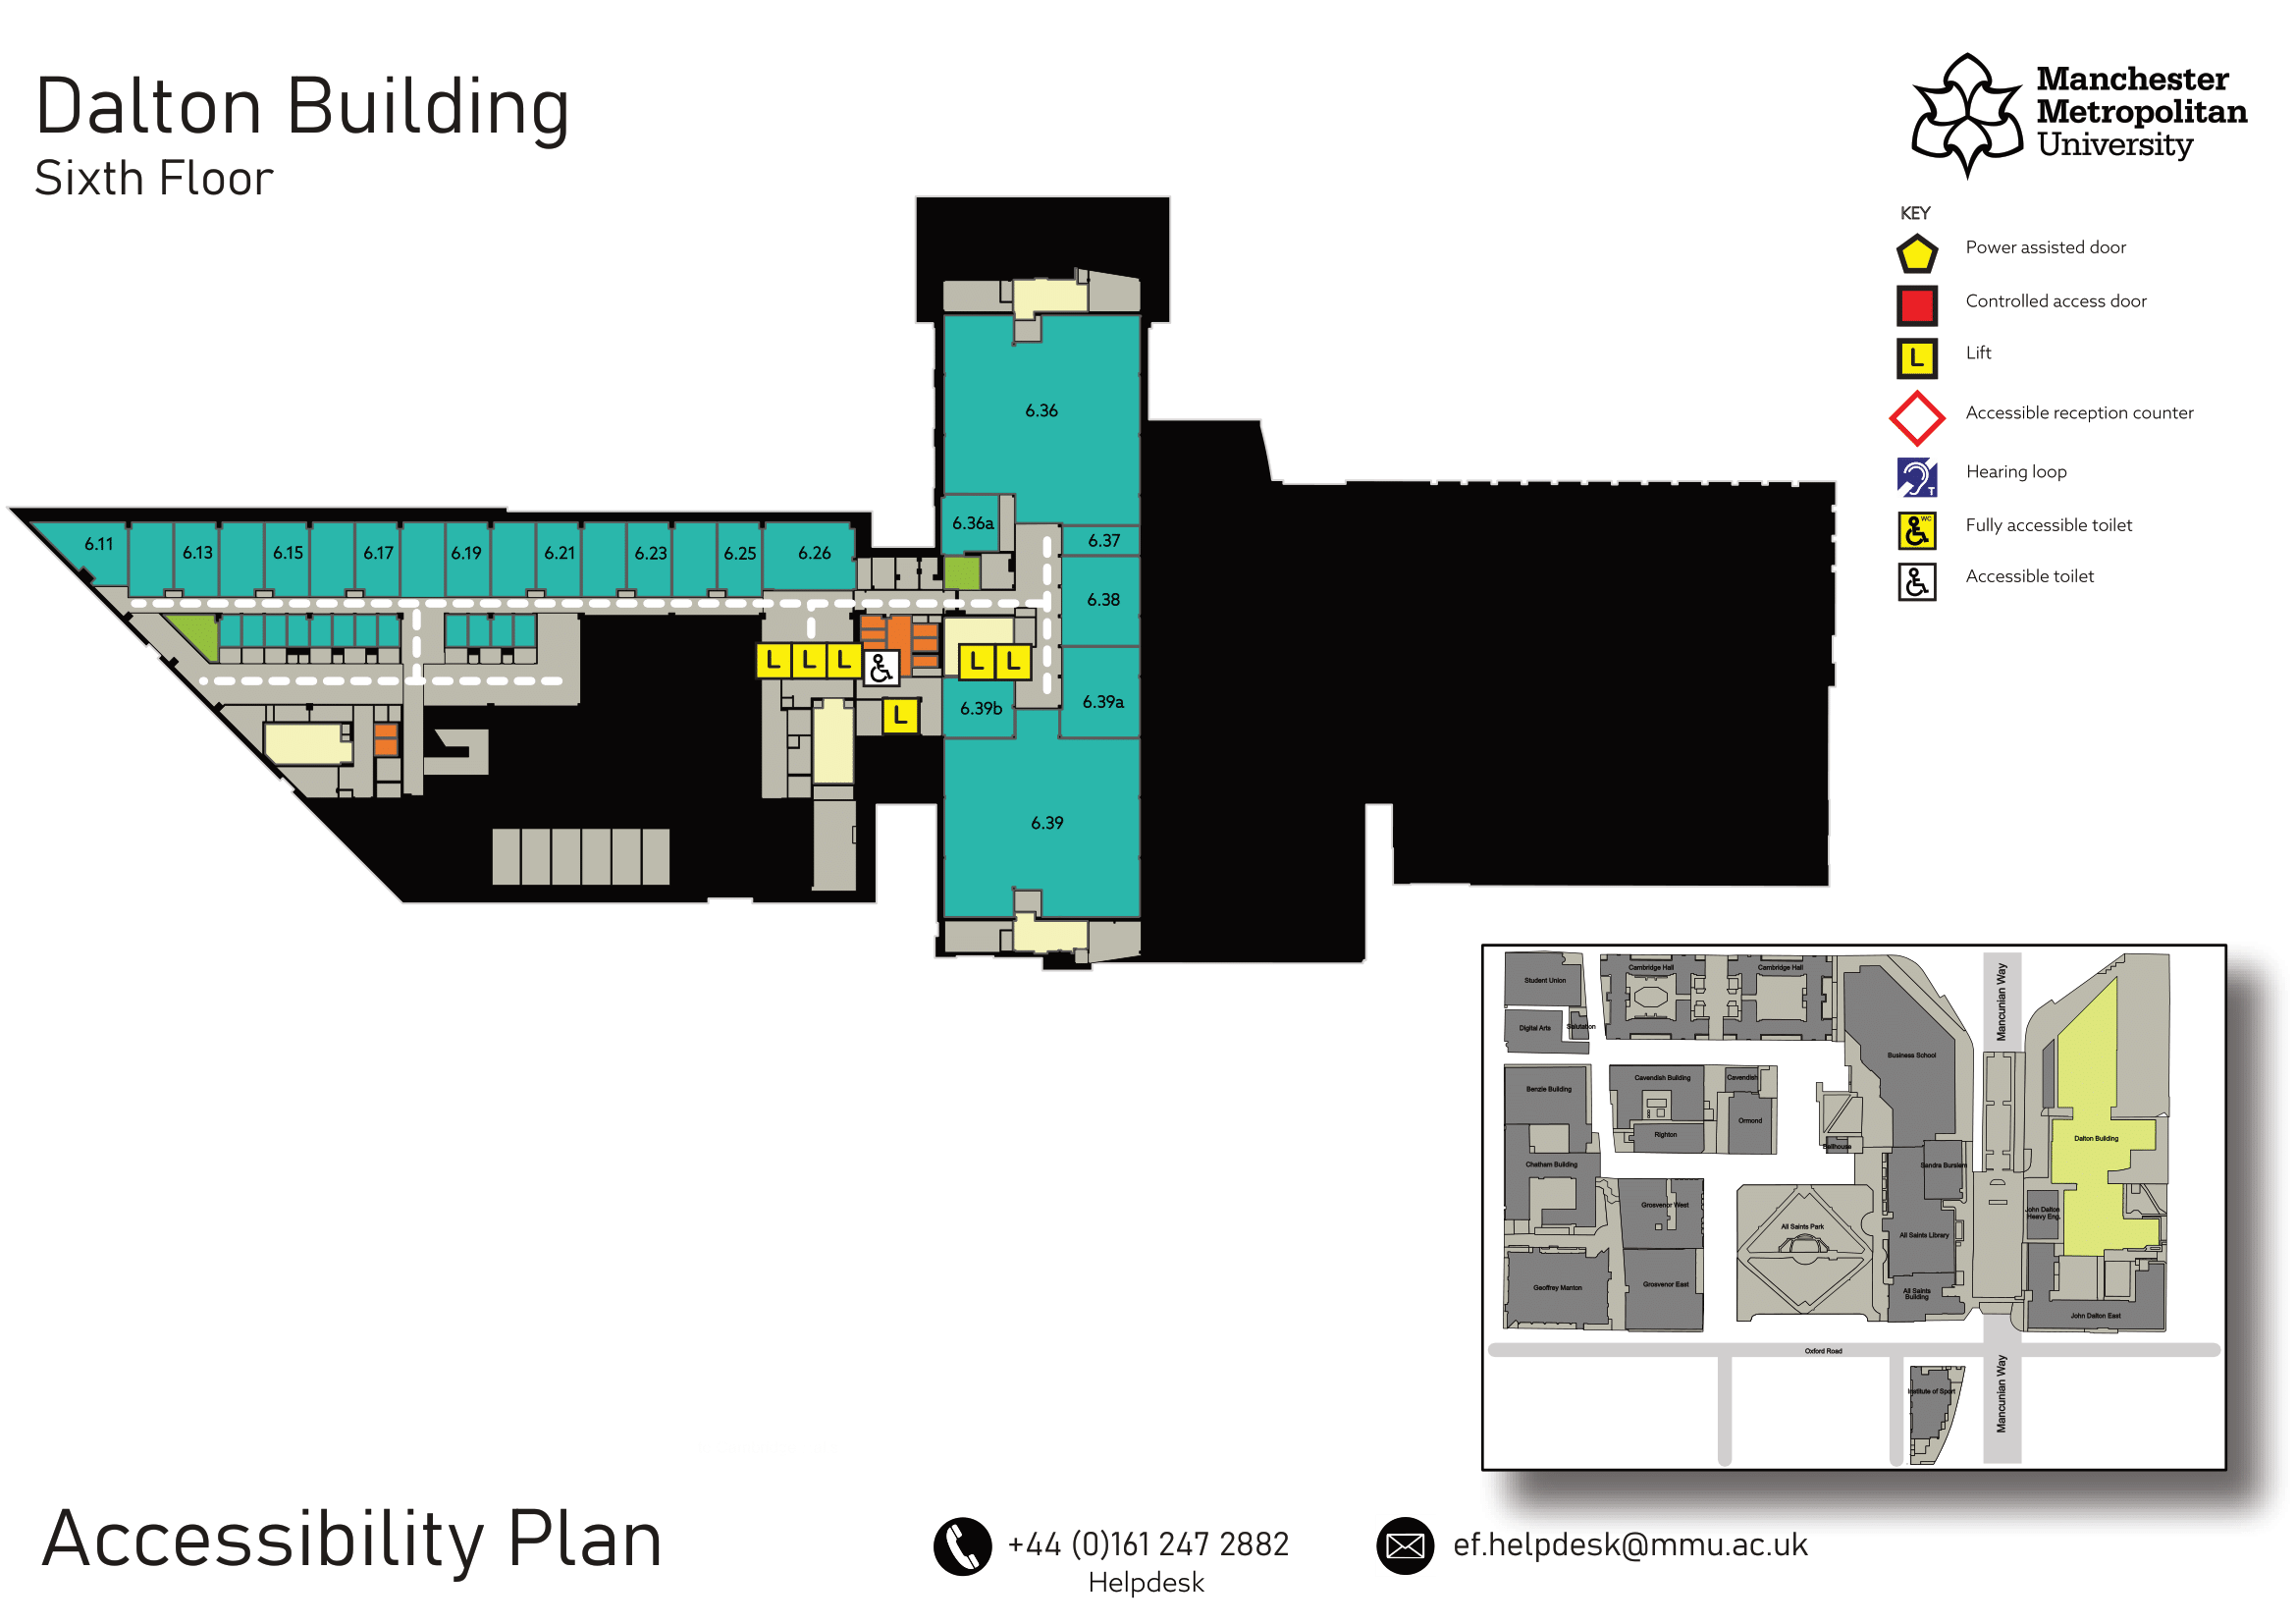 Dalton Building
Sixth Floor
Manchester
Metropolitan
University
KEY
Power assisted door
Controlled access door
L
Lift
Accessible reception counter
T
Hearing loop
WC
Fully accessible toilet
Accessible toilet
6.36
6.36a
6.37
6.11
6.13
6.15
6.17
6.19
6.21
6.23
6.25
6.26
6.38
L
L
L
L
L
6.39b
6.39a
L
6.39
Student Union
Cambridge Hall
Cambridge Hall
Mancunian Way
Digital Arts
Salutation
Business School
Benzie Building
Cavendish Building
Cavendish
Ormond
Righton
Bellhouse
Dalton Building
Chatham Building
Sandra Burslem
Grosvenor West
John Dalton
Heavy Eng.
All Saints Park
All Saints Library
Geoffrey Manton
Grosvenor East
All Saints
Building
John Dalton East
Oxford Road
Institute of Sport
Mancunian Way
Accessibility Plan
+44 (0)161 247 2882
Helpdesk
ef.helpdesk@mmu.ac.uk